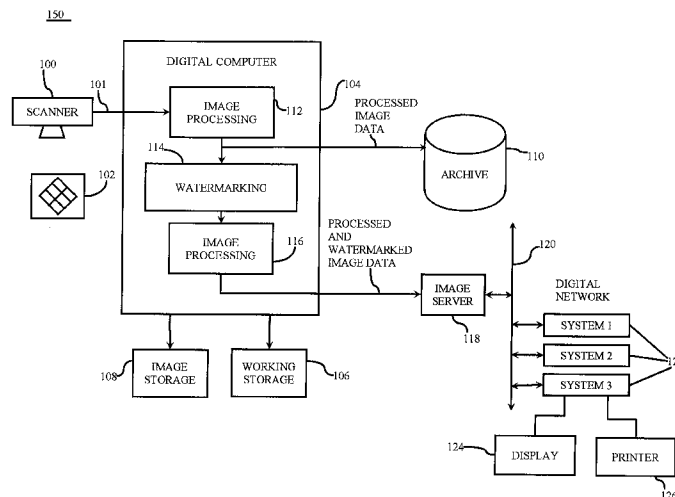 150
100
SCANNER
101
102
DIGITAL COMPUTER
104
IMAGE
PROCESSING
112
114
WATERMARKING
IMAGE
PROCESSING
116
PROCESSED
IMAGE
DATA
110
ARCHIVE
PROCESSED
AND
WATERMARKED
IMAGE DATA
IMAGE
SERVER
118
120
DIGITAL
NETWORK
SYSTEM 1
SYSTEM 2
SYSTEM 3
108
IMAGE
STORAGE
WORKING
STORAGE
106
124
DISPLAY
PRINTER
126